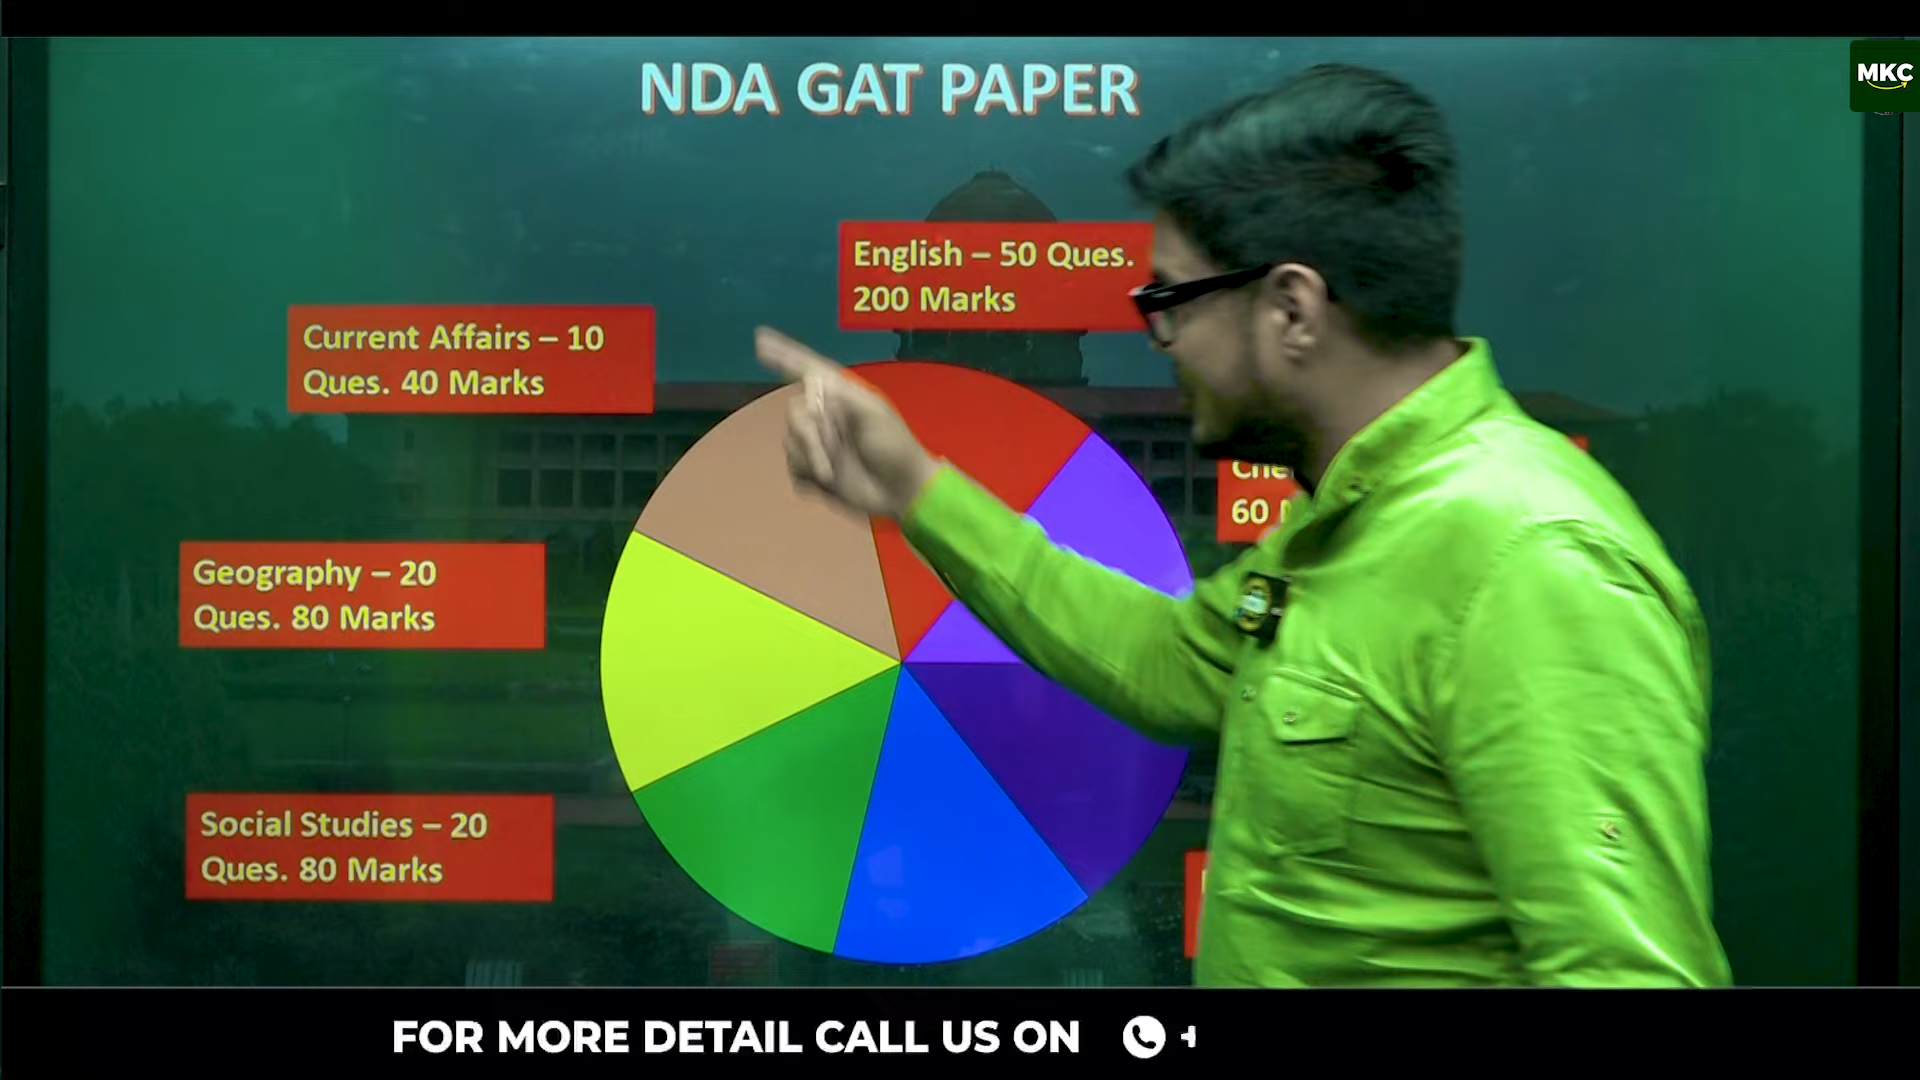 NDA GAT PAPER
MKC
English – 50 Ques.
200 Marks
Current Affairs – 10
Ques. 40 Marks
60
Geography – 20
Ques. 80 Marks
Social Studies – 20
Ques. 80 Marks
FOR MORE DETAIL CALL US ON